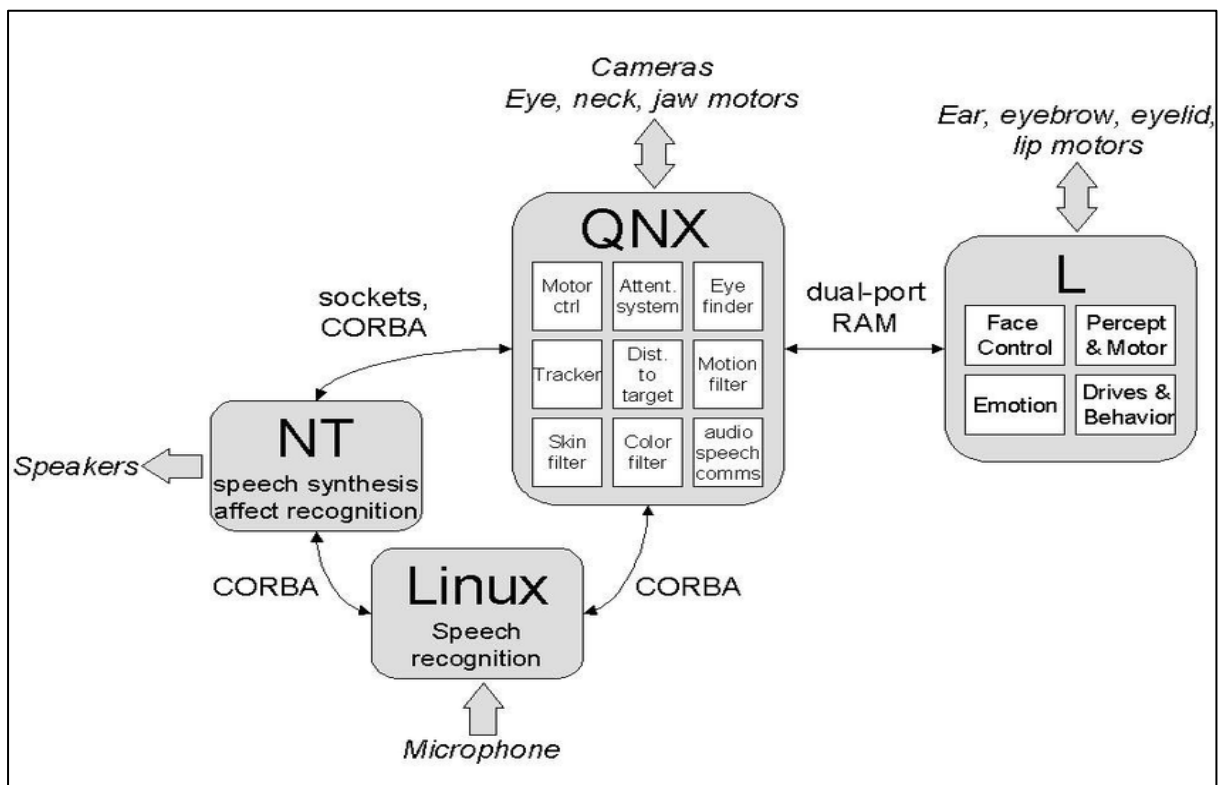 Cameras
Eye, neck, jaw motors
Ear, eyebrow, eyelid,
lip motors
QNX
Motor
ctrl
Attent.
system
Eye
finder
Tracker
Dist.
to
target
Motion
filter
Skin
filter
Color
filter
audio
speech
comms
sockets,
CORBA
dual-port
RAM
L
Face
Control
Percept
& Motor
Emotion
Drives &
Behavior
NT
speech synthesis
affect recognition
Speakers
CORBA
Linux
Speech
recognition
CORBA
Microphone